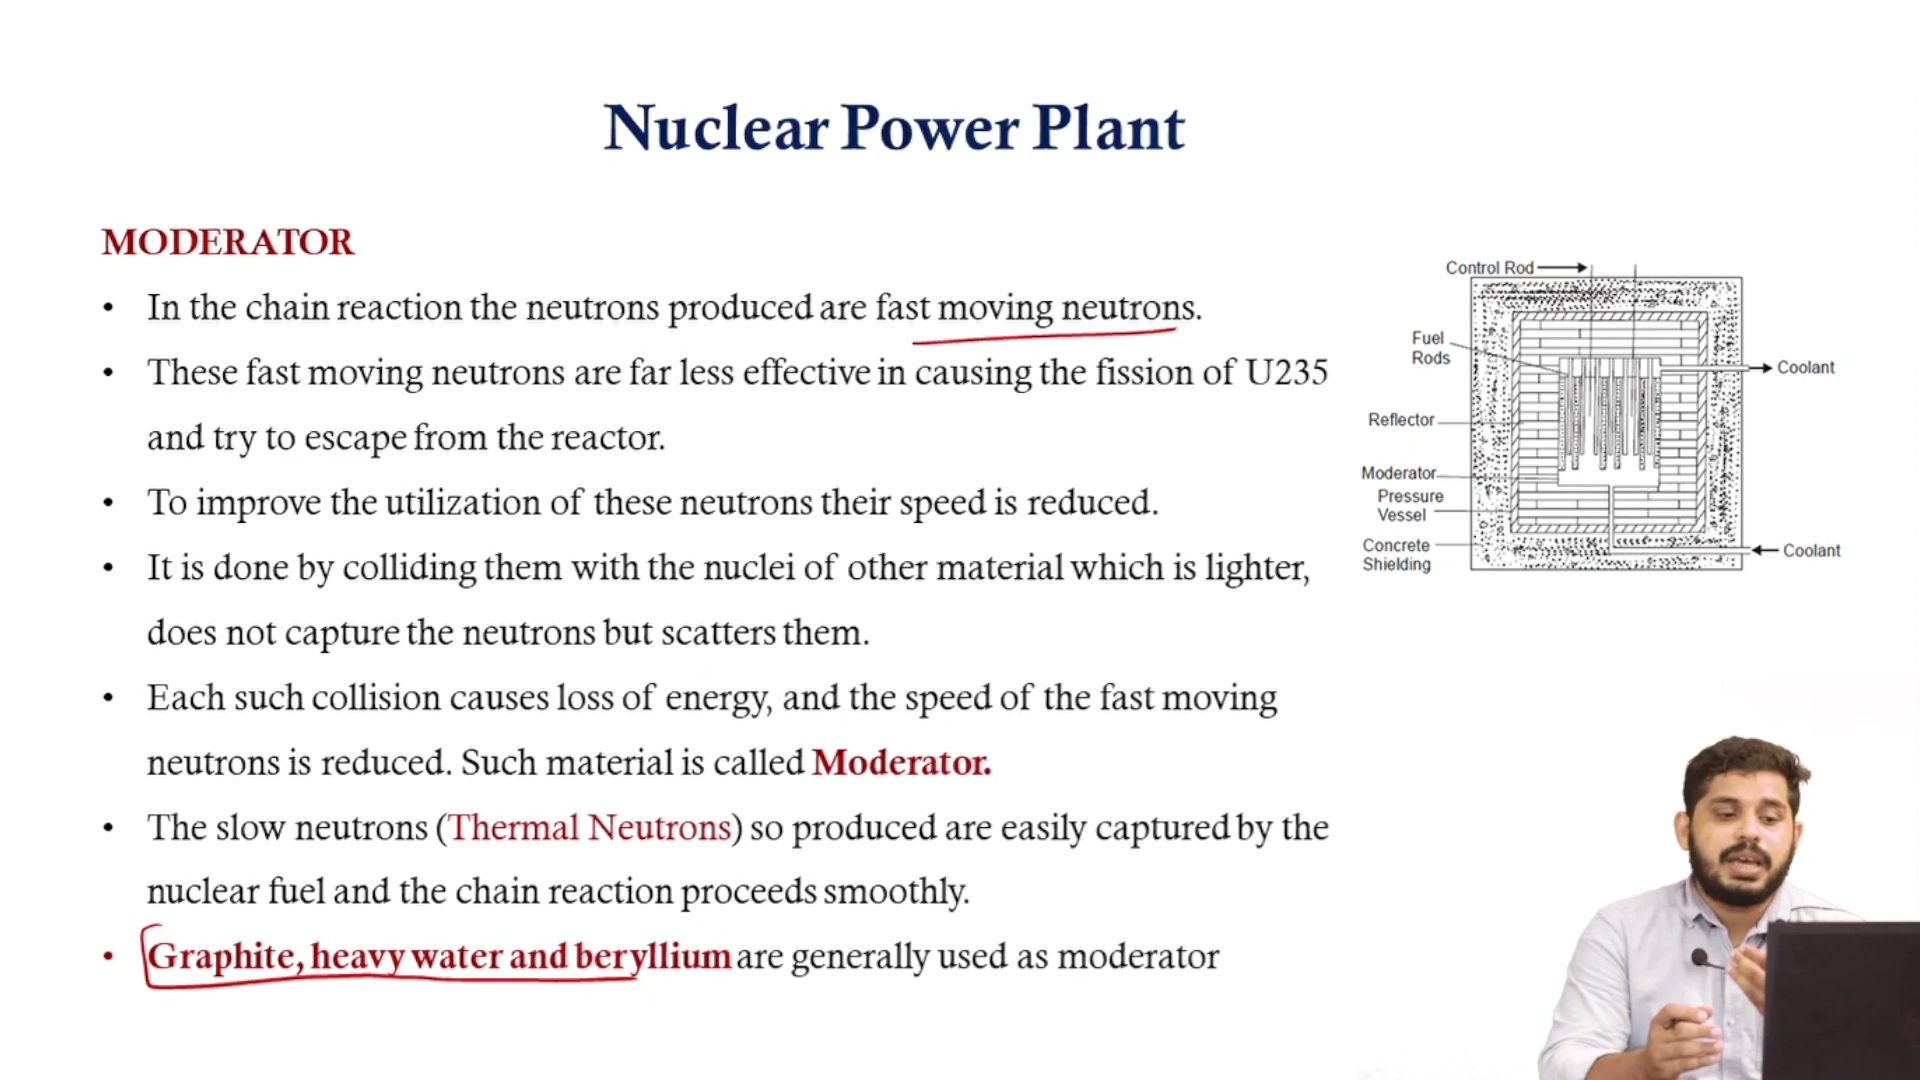 Nuclear Power Plant
MODERATOR
• In the chain reaction the neutrons produced are fast moving neutrons.
• These fast moving neutrons are far less effective in causing the fission of U235
and try to escape from the reactor.
• To improve the utilization of these neutrons their speed is reduced.
• It is done by colliding them with the nuclei of other material which is lighter,
does not capture the neutrons but scatters them.
• Each such collision causes loss of energy, and the speed of the fast moving
neutrons is reduced. Such material is called Moderator.
• The slow neutrons (Thermal Neutrons) so produced are easily captured by the
nuclear fuel and the chain reaction proceeds smoothly.
• Graphite, heavy water and beryllium are generally used as moderator
Control Rod
Fuel
Rods
Coolant
Reflector
Moderator
Pressure
Vessel
Concrete
Shielding
Coolant